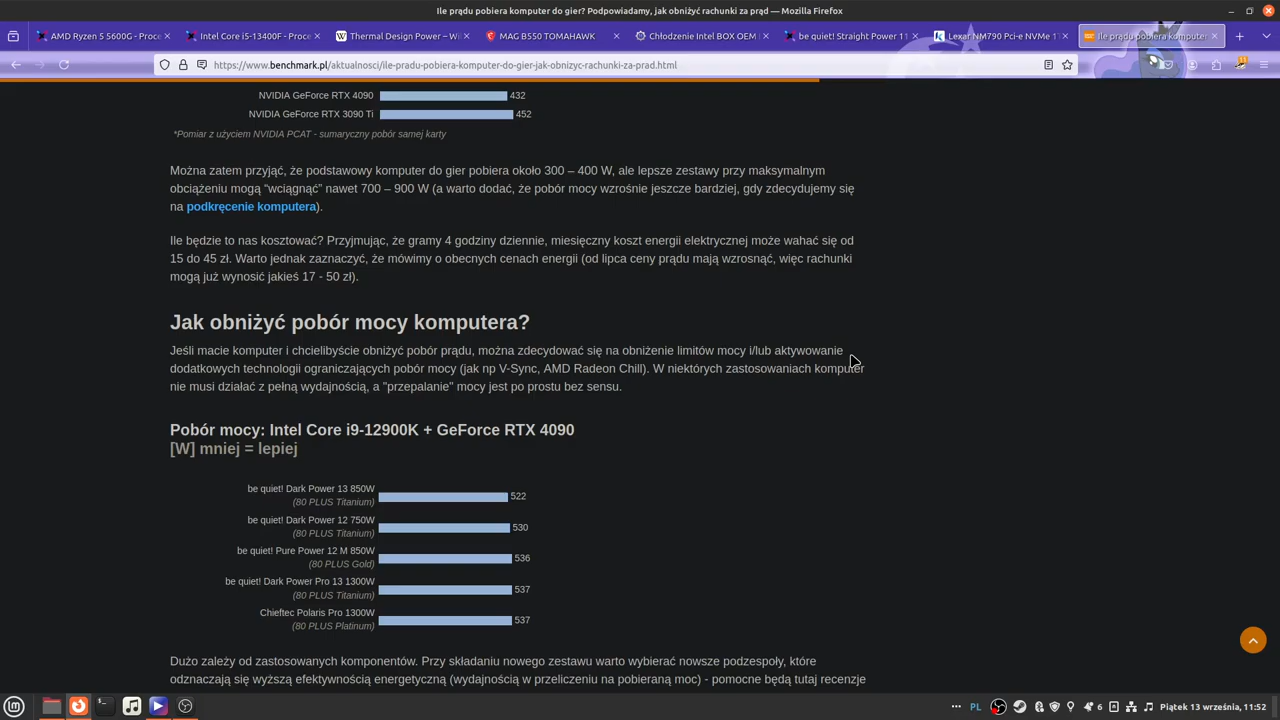 Ile prądu pobiera komputer do gier? Podpowiadamy, jak obniżyć rachunki za prąd — Mozilla Firefox
AMD Ryzen 5 5600G - Proce
Intel Core i5-13400F - Proce
Thermal Design Power – Wi
MAG B550 TOMAHAWK
Chłodzenie Intel BOX OEM
be quiet! Straight Power 11
Lexar NM790 Pci-e NVMe 1
Ile prądu pobiera komputer
https://www.benchmark.pl/aktualnosci/ile-pradu-pobiera-komputer-do-gier-jak-obnizyc-rachunki-za-prad.html
NVIDIA GeForce RTX 4090 432
NVIDIA GeForce RTX 3090 Ti 452
*Pomiar z użyciem NVIDIA PCAT - sumaryczny pobór samej karty
Można zatem przyjąć, że podstawowy komputer do gier pobiera około 300 – 400 W, ale lepsze zestawy przy maksymalnym
obciążeniu mogą “wciągnąć” nawet 700 – 900 W (a warto dodać, że pobór mocy wzrośnie jeszcze bardziej, gdy zdecydujemy się
na podkręcenie komputera).
Ile będzie to nas kosztować? Przyjmując, że gramy 4 godziny dziennie, miesięczny koszt energii elektrycznej może wahać się od
15 do 45 zł. Warto jednak zaznaczyć, że mówimy o obecnych cenach energii (od lipca ceny prądu mają wzrosnąć, więc rachunki
mogą już wynosić jakieś 17 - 50 zł).
Jak obniżyć pobór mocy komputera?
Jeśli macie komputer i chcielibyście obniżyć pobór prądu, można zdecydować się na obniżenie limitów mocy i/lub aktywowanie
dodatkowych technologii ograniczających pobór mocy (jak np V-Sync, AMD Radeon Chill). W niektórych zastosowaniach komputer
nie musi działać z pełną wydajnością, a "przepalanie" mocy jest po prostu bez sensu.
Pobór mocy: Intel Core i9-12900K + GeForce RTX 4090
[W] mniej = lepiej
be quiet! Dark Power 13 850W
(80 PLUS Titanium) 522
be quiet! Dark Power 12 750W
(80 PLUS Titanium) 530
be quiet! Pure Power 12 M 850W
(80 PLUS Gold) 536
be quiet! Dark Power Pro 13 1300W
(80 PLUS Titanium) 537
Chieftec Polaris Pro 1300W
(80 PLUS Platinum) 537
Dużo zależy od zastosowanych komponentów. Przy składaniu nowego zestawu warto wybierać nowsze podzespoły, które
odznaczają się wyższą efektywnością energetyczną (wydajnością w przeliczeniu na pobieraną moc) - pomocne będą tutaj recenzje
PL 6 Piątek 13 września, 11:52